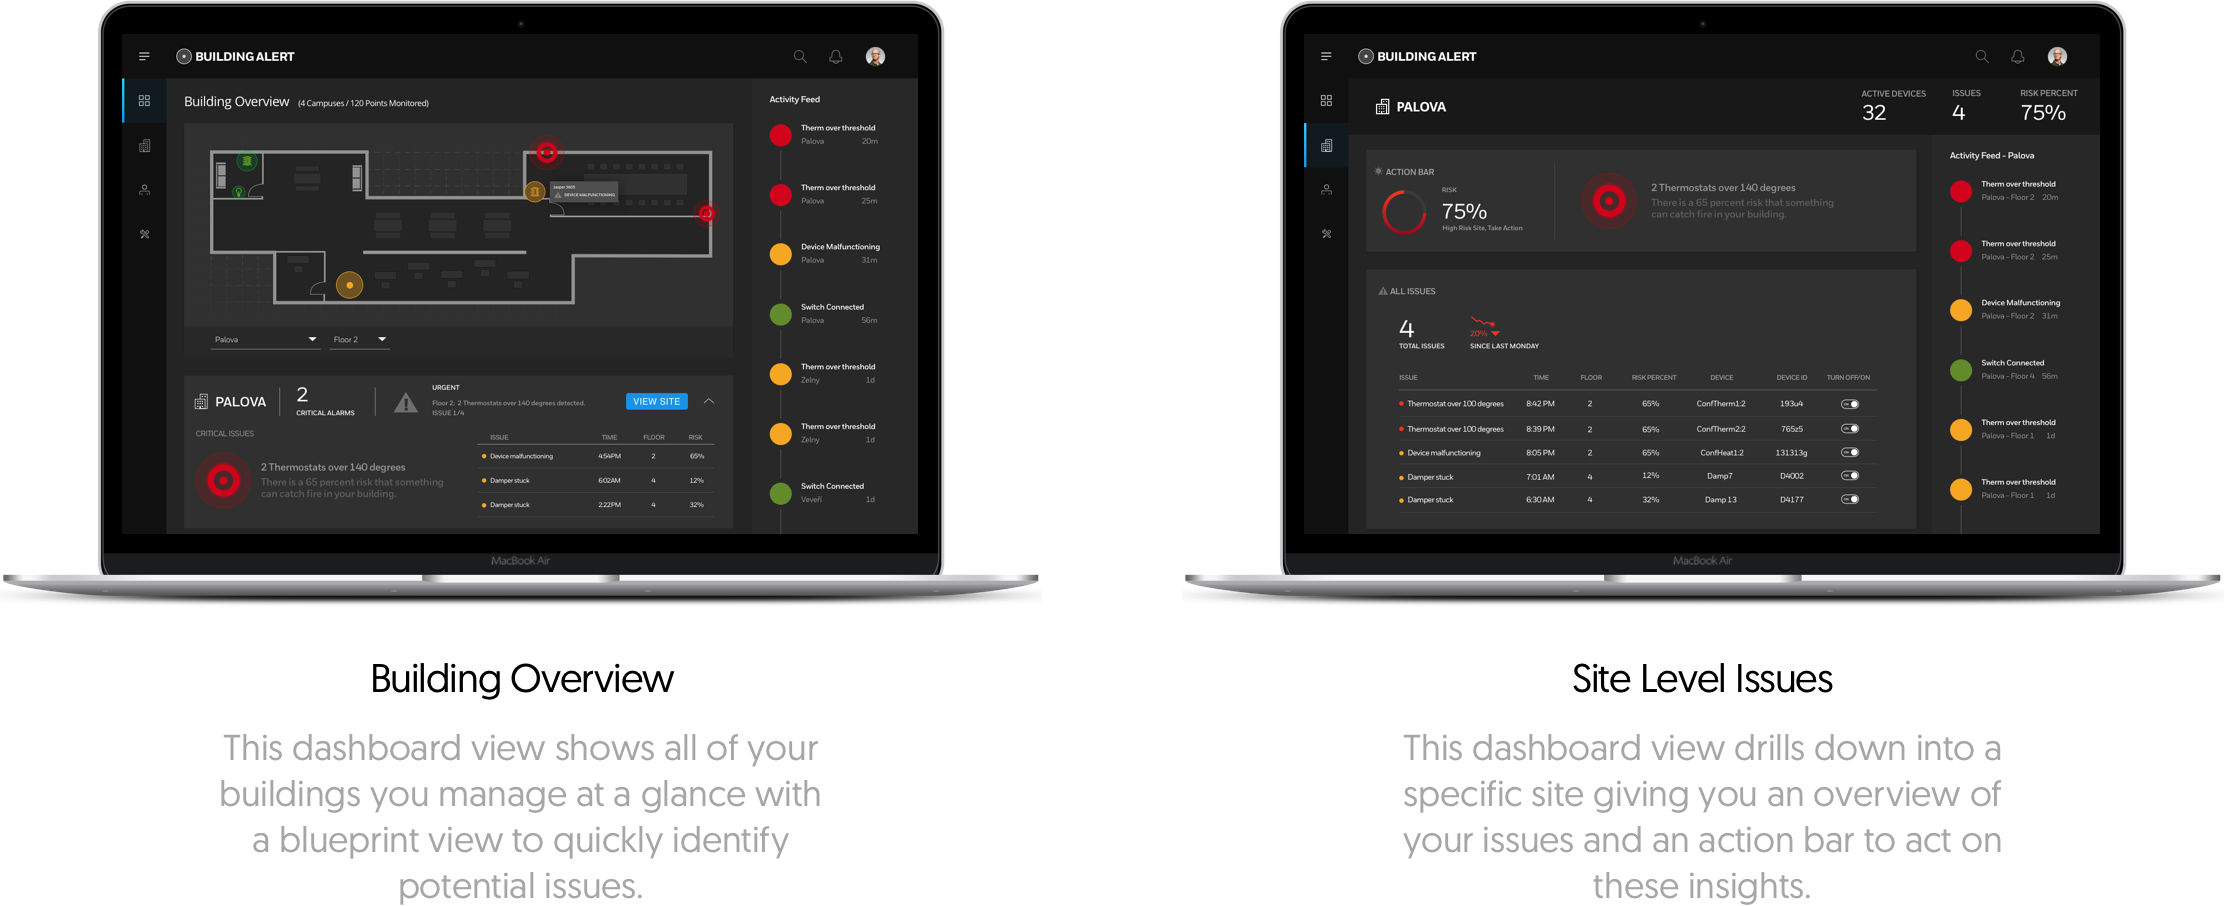 BUILDING ALERT
Building Overview (4 Campuses / 120 Points Monitored)
Jasper 3605
DEVICE MALFUNCTIONING
Palova
Floor 2
PALOVA
2
CRITICAL ALARMS
URGENT
Floor 2: 2 Thermostats over 140 degrees detected.
ISSUE 1/4
VIEW SITE
CRITICAL ISSUES
2 Thermostats over 140 degrees
There is a 65 percent risk that something
can catch fire in your building.
ISSUE TIME FLOOR RISK
Device malfunctioning 4:54PM 2 65%
Damper stuck 6:02AM 4 12%
Damper stuck 2:22PM 4 32%
Activity Feed
Therm over threshold
Palova 20m
Therm over threshold
Palova 25m
Device Malfunctioning
Palova 31m
Switch Connected
Palova 56m
Therm over threshold
Zelny 1d
Therm over threshold
Zelny 1d
Switch Connected
Veveří 1d
MacBook Air
Building Overview
This dashboard view shows all of your
buildings you manage at a glance with
a blueprint view to quickly identify
potential issues.
BUILDING ALERT
PALOVA
ACTIVE DEVICES
32
ISSUES
4
RISK PERCENT
75%
ACTION BAR
RISK
75%
High Risk Site, Take Action
2 Thermostats over 140 degrees
There is a 65 percent risk that something
can catch fire in your building.
ALL ISSUES
4
TOTAL ISSUES
20%
SINCE LAST MONDAY
ISSUE TIME FLOOR RISK PERCENT DEVICE DEVICE ID TURN OFF/ON
Thermostat over 100 degrees 8:42 PM 2 65% ConfTherm1:2 193u4 ON
Thermostat over 100 degrees 8:39 PM 2 65% ConfTherm2:2 765z5 ON
Device malfunctioning 8:05 PM 2 65% ConfHeat1:2 131313g ON
Damper stuck 7:01 AM 4 12% Damp7 D4002 ON
Damper stuck 6:30 AM 4 32% Damp 13 D4177 ON
Activity Feed - Palova
Therm over threshold
Palova - Floor 2 20m
Therm over threshold
Palova - Floor 2 25m
Device Malfunctioning
Palova - Floor 2 31m
Switch Connected
Palova - Floor 4 56m
Therm over threshold
Palova - Floor 1 1d
Therm over threshold
Palova - Floor 1 1d
MacBook Air
Site Level Issues
This dashboard view drills down into a
specific site giving you an overview of
your issues and an action bar to act on
these insights.